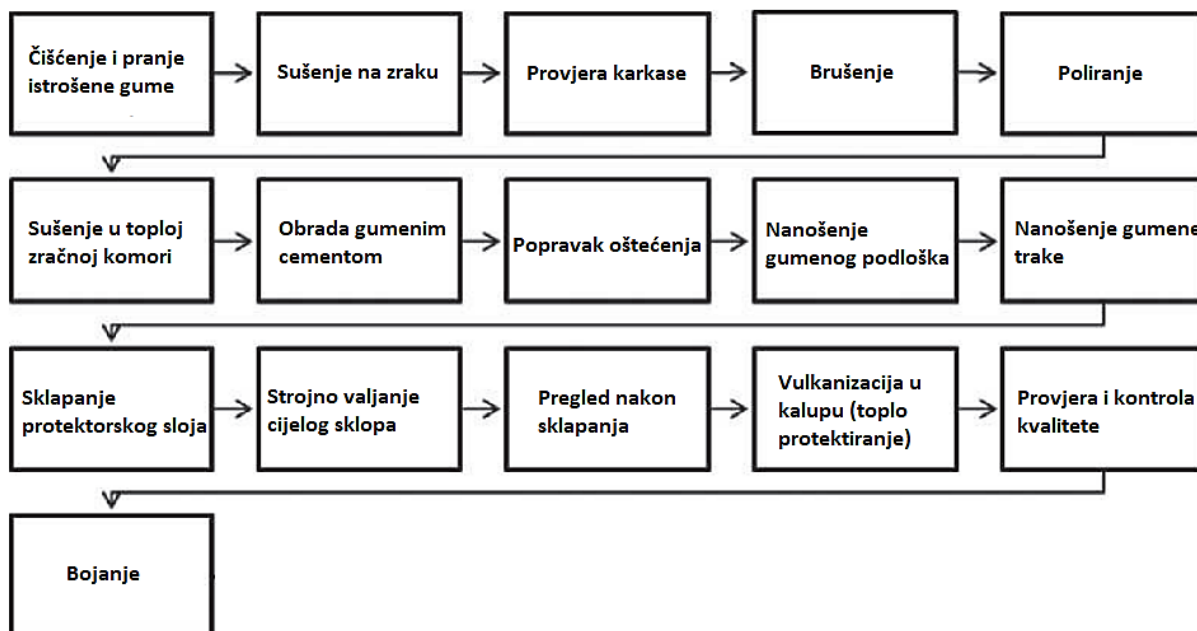 Čišćenje i pranje
istrošene gume
Sušenje na zraku
Provjera karkase
Brušenje
Poliranje
Sušenje u toploj
zračnoj komori
Obrada gumenim
cementom
Popravak oštećenja
Nanošenje
gumenog podloška
Nanošenje gumene
trake
Sklapanje
protektorskog sloja
Strojno valjanje
cijelog sklopa
Pregled nakon
sklapanja
Vulkanizacija u
kalupu (toplo
protektiranje)
Provjera i kontrola
kvalitete
Bojanje